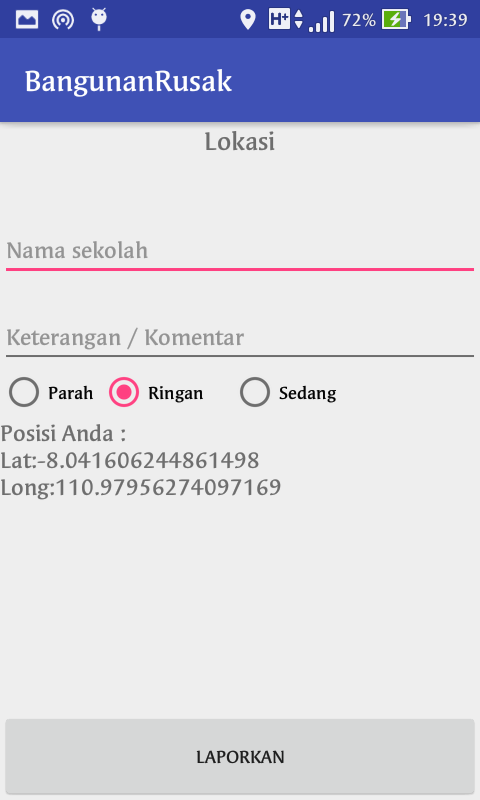 72% 19:39
BangunanRusak
Lokasi
Nama sekolah
Keterangan / Komentar
Parah Ringan Sedang
Posisi Anda :
Lat:-8.041606244861498
Long:110.97956274097169
LAPORKAN